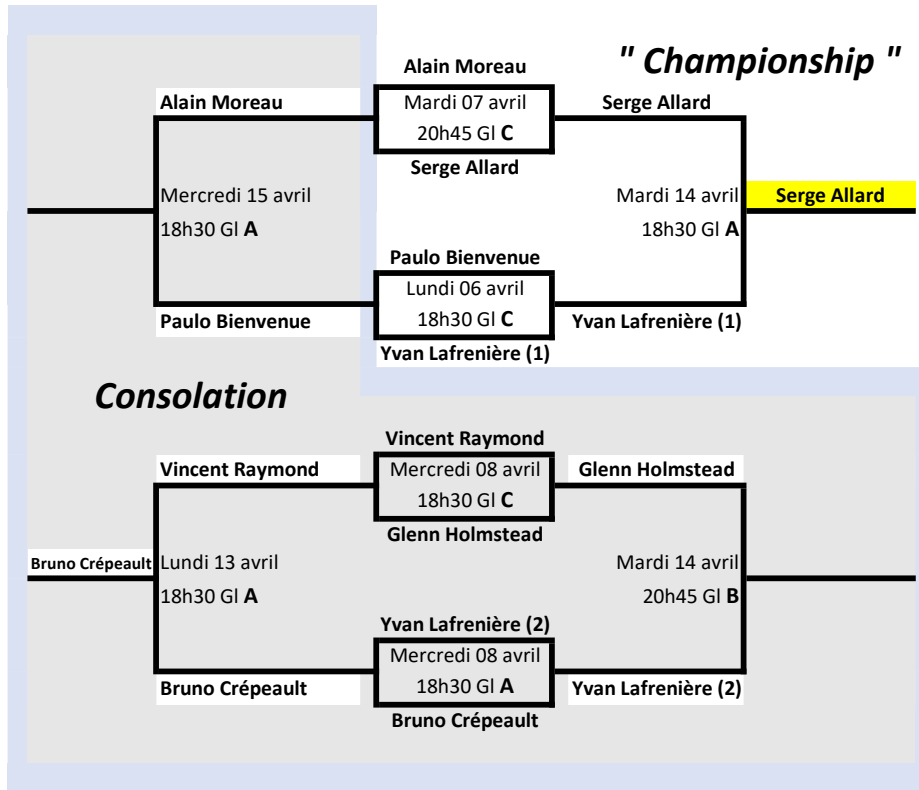 " Championship "
Alain Moreau
Alain Moreau
Mardi 07 avril
20h45 Gl C
Serge Allard
Serge Allard
Mercredi 15 avril
18h30 Gl A
Mardi 14 avril
18h30 Gl A
Serge Allard
Paulo Bienvenue
Paulo Bienvenue
Lundi 06 avril
18h30 Gl C
Yvan Lafrenière (1)
Yvan Lafrenière (1)
Consolation
Vincent Raymond
Vincent Raymond
Mercredi 08 avril
18h30 Gl C
Glenn Holmstead
Glenn Holmstead
Bruno Crépeault
Lundi 13 avril
18h30 Gl A
Mardi 14 avril
20h45 Gl B
Yvan Lafrenière (2)
Mercredi 08 avril
18h30 Gl A
Bruno Crépeault
Bruno Crépeault
Yvan Lafrenière (2)